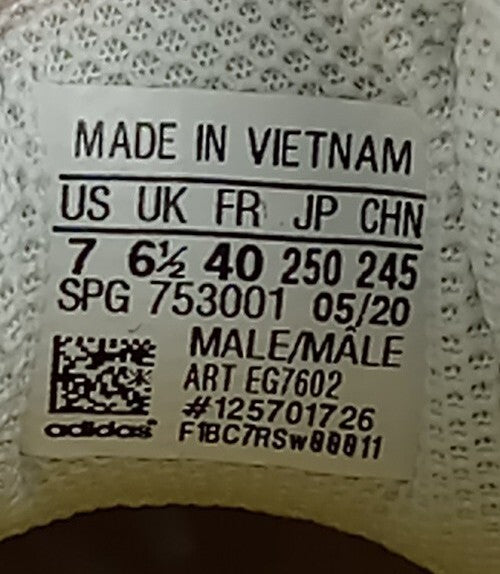 MADE IN VIETNAM
US UK FR JP CHN
7 6½ 40 250 245
SPG 753001 05/20
MALE/MÂLE
ART EG7602
#125701726
adidas